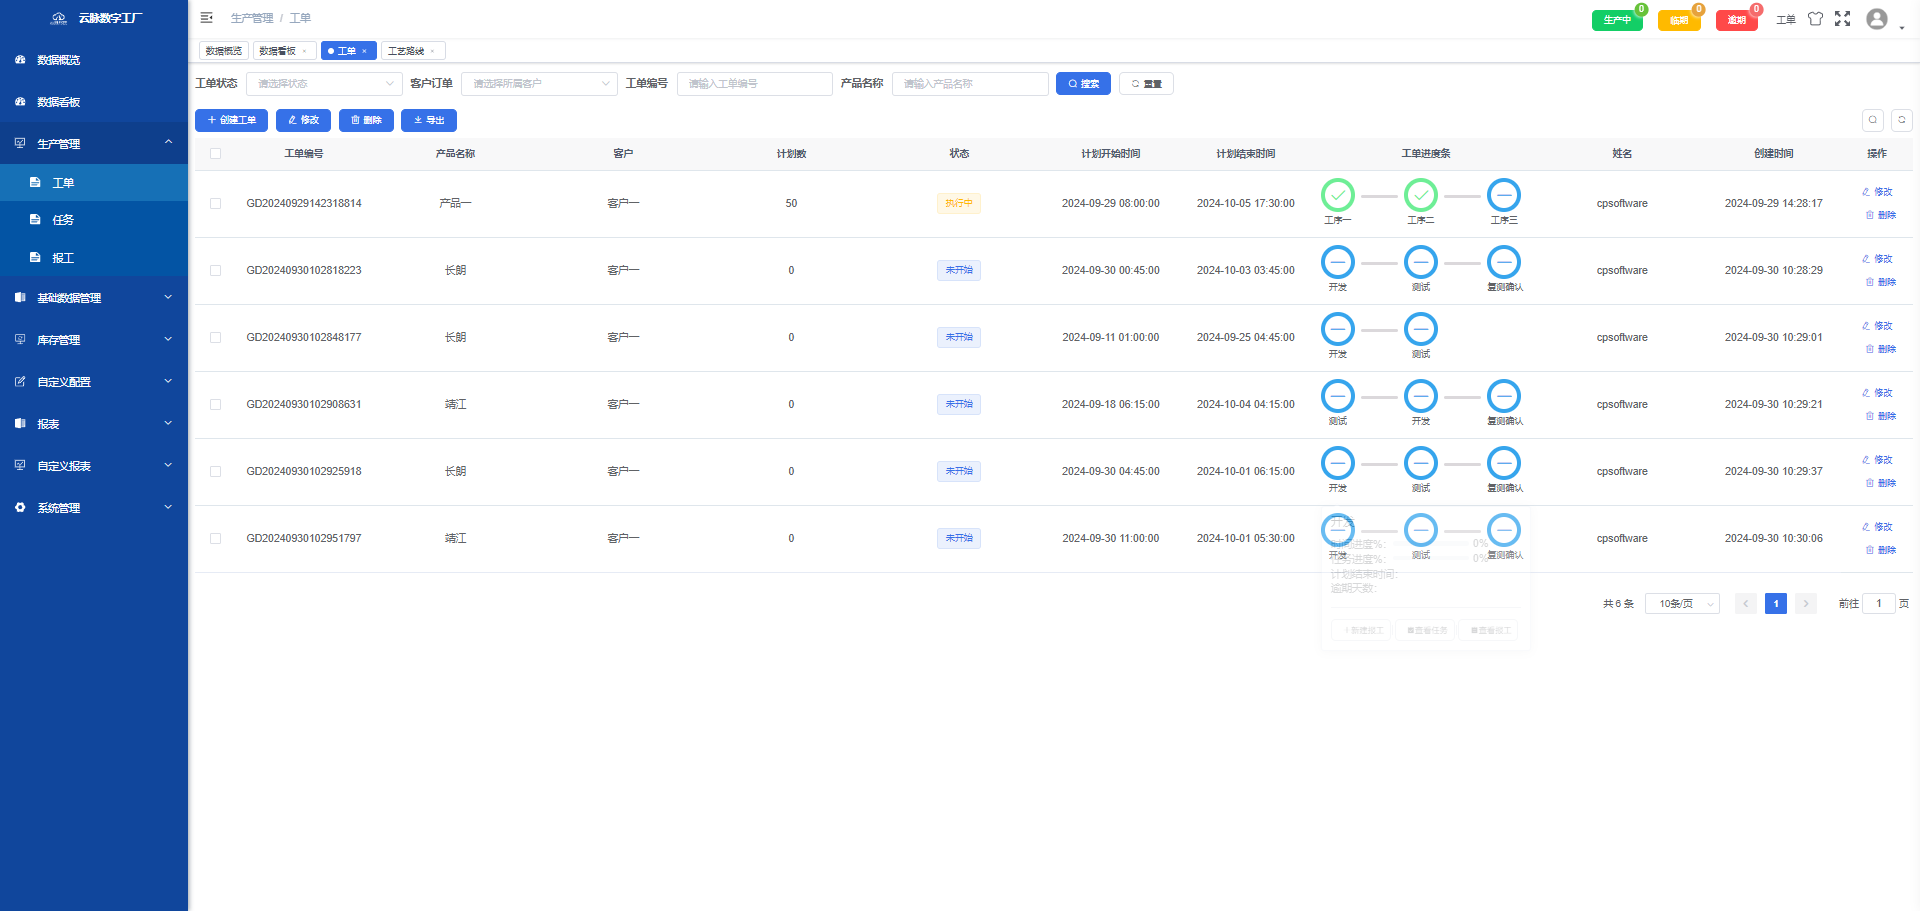 云脉数字工厂
数据概览
数据看板
生产管理
工单
任务
报工
基础数据管理
库存管理
自定义配置
报表
自定义报表
系统管理
生产管理 / 工单
生产中 0 临期 0 逾期 0 工单
数据概览 数据看板 × 工单 × 工艺路线 ×
工单状态 请选择状态 客户订单 请选择所属客户 工单编号 请输入工单编号 产品名称 请输入产品名称 搜索 重置
创建工单 修改 删除 导出
工单编号 产品名称 客户 计划数 状态 计划开始时间 计划结束时间 工单进度条 姓名 创建时间 操作
GD20240929142318814 产品一 客户一 50 执行中 2024-09-29 08:00:00 2024-10-05 17:30:00 工序一 工序二 工序三 cpsoftware 2024-09-29 14:28:17 修改 删除
GD20240930102818223 长朗 客户一 0 未开始 2024-09-30 00:45:00 2024-10-03 03:45:00 开发 测试 复测确认 cpsoftware 2024-09-30 10:28:29 修改 删除
GD20240930102848177 长朗 客户一 0 未开始 2024-09-11 01:00:00 2024-09-25 04:45:00 开发 测试 cpsoftware 2024-09-30 10:29:01 修改 删除
GD20240930102908631 靖江 客户一 0 未开始 2024-09-18 06:15:00 2024-10-04 04:15:00 测试 开发 复测确认 cpsoftware 2024-09-30 10:29:21 修改 删除
GD20240930102925918 长朗 客户一 0 未开始 2024-09-30 04:45:00 2024-10-01 06:15:00 开发 测试 复测确认 cpsoftware 2024-09-30 10:29:37 修改 删除
GD20240930102951797 靖江 客户一 0 未开始 2024-09-30 11:00:00 2024-10-01 05:30:00 开发 测试 复测确认 cpsoftware 2024-09-30 10:30:06 修改 删除
开发
时间进度%: 0%
任务进度%: 0%
计划结束时间:
逾期天数:
新建报工 查看任务 查看报工
共 6 条 10条/页 1 前往 1 页